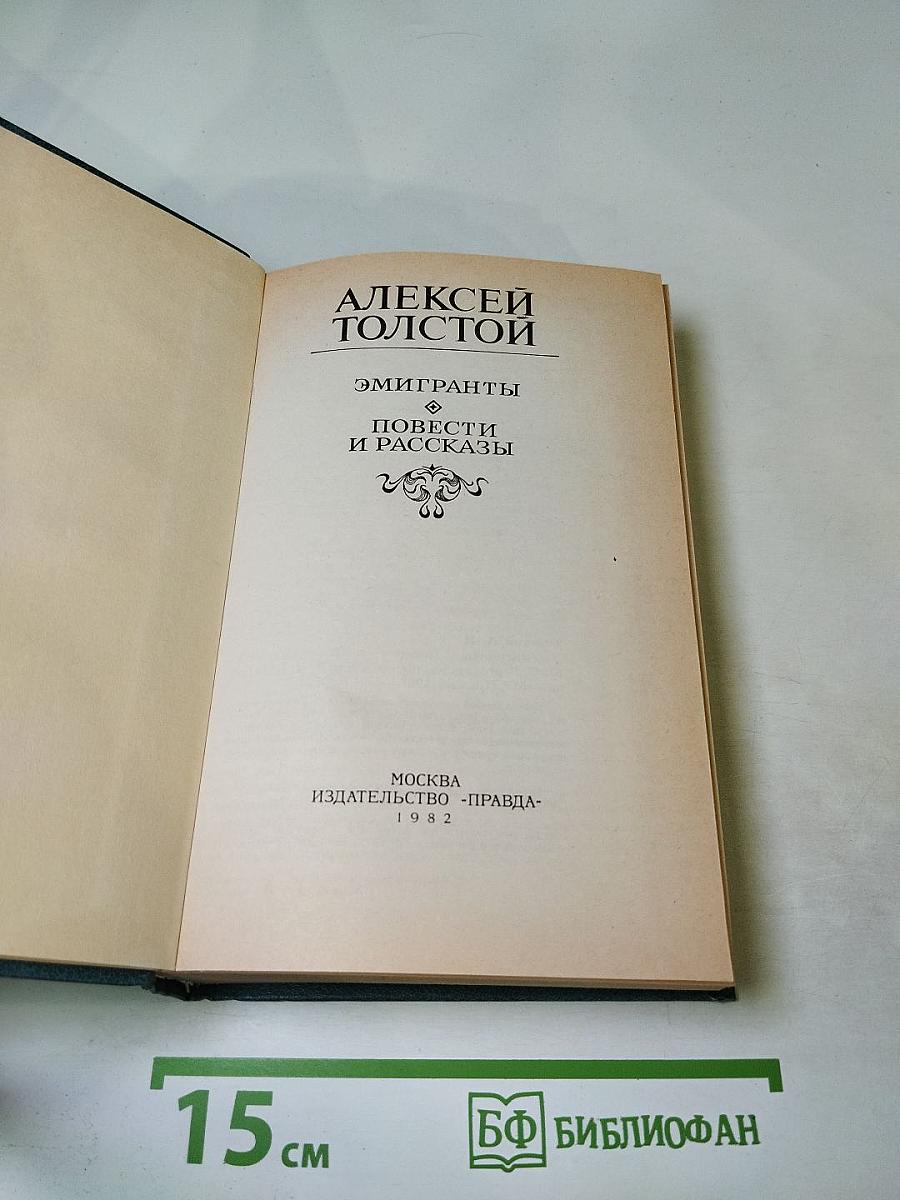 АЛЕКСЕЙ
ТОЛСТОЙ
ЭМИГРАНТЫ
ПОВЕСТИ
И РАССКАЗЫ
МОСКВА
ИЗДАТЕЛЬСТВО «ПРАВДА»
1982
15 см
БФ БИБЛИОФАН